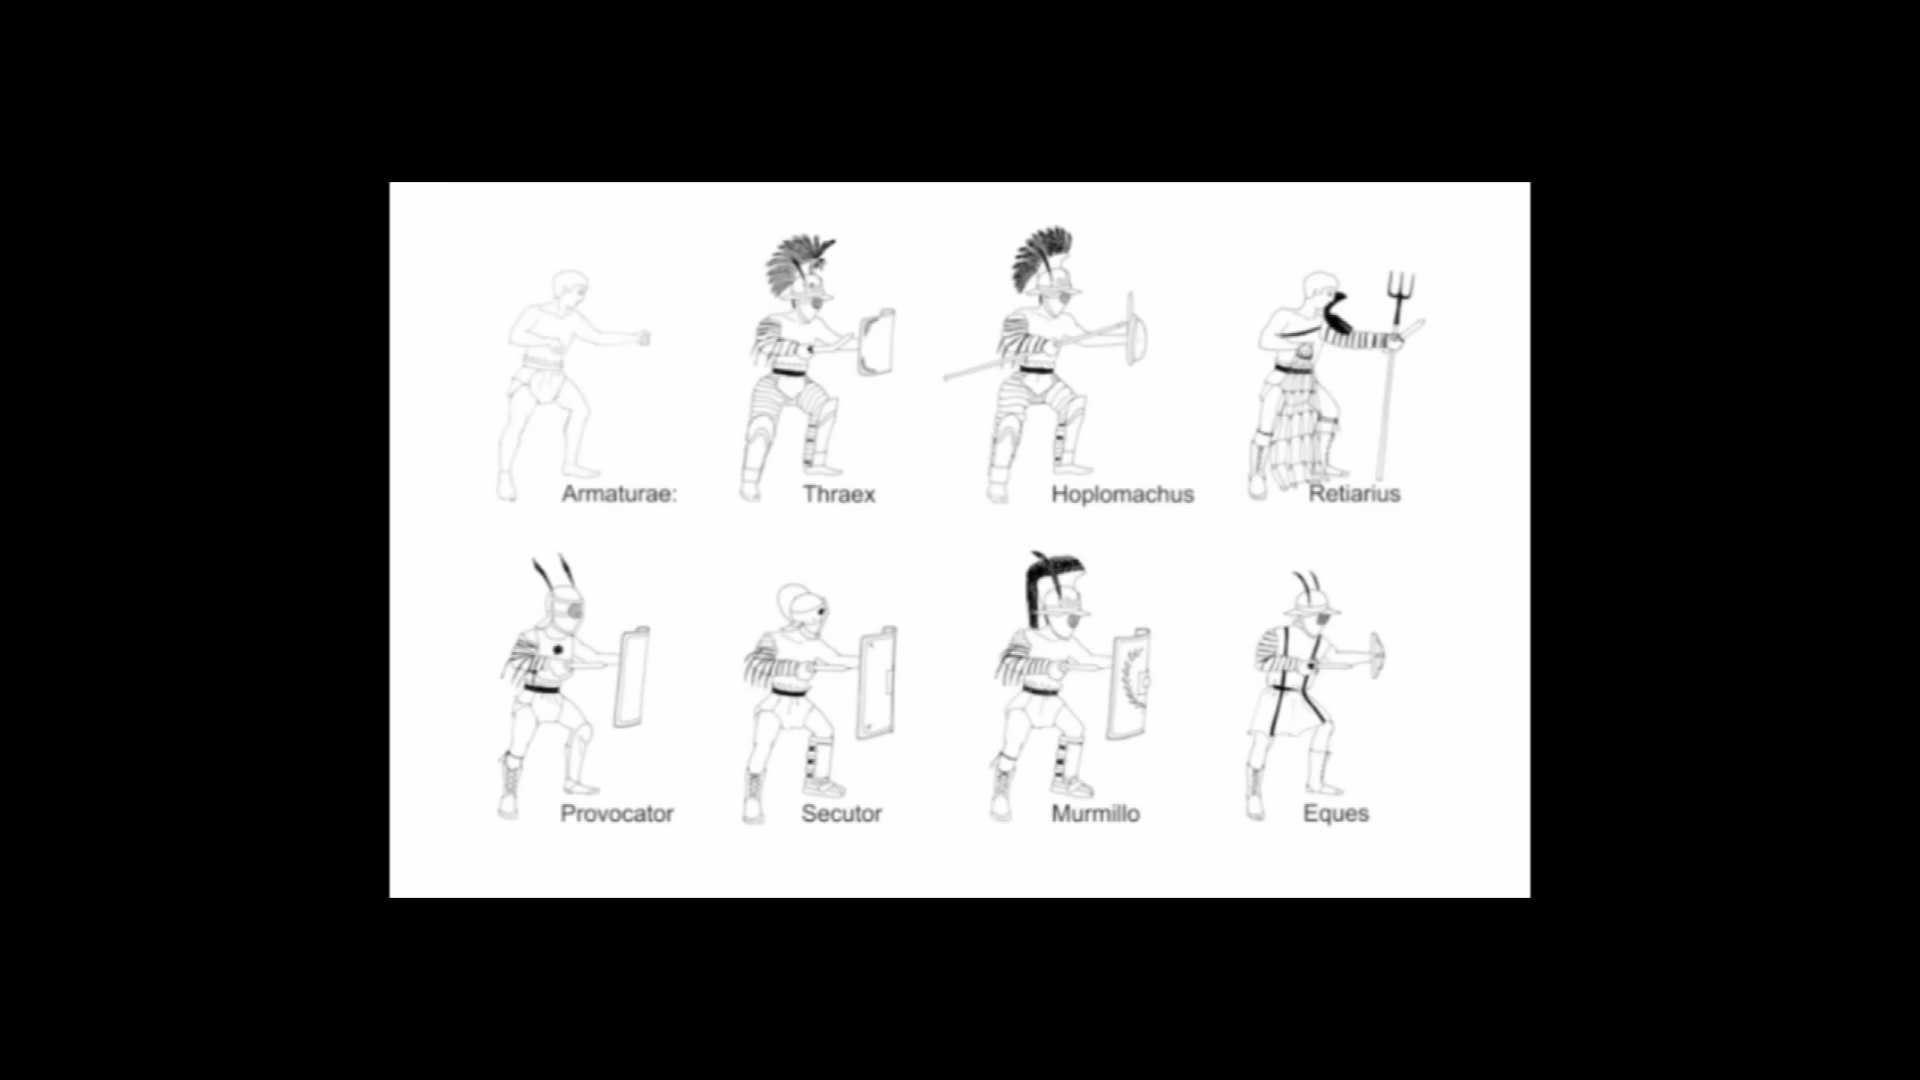 Armaturae:
Thraex
Hoplomachus
Retiarius
Provocator
Secutor
Murmillo
Eques